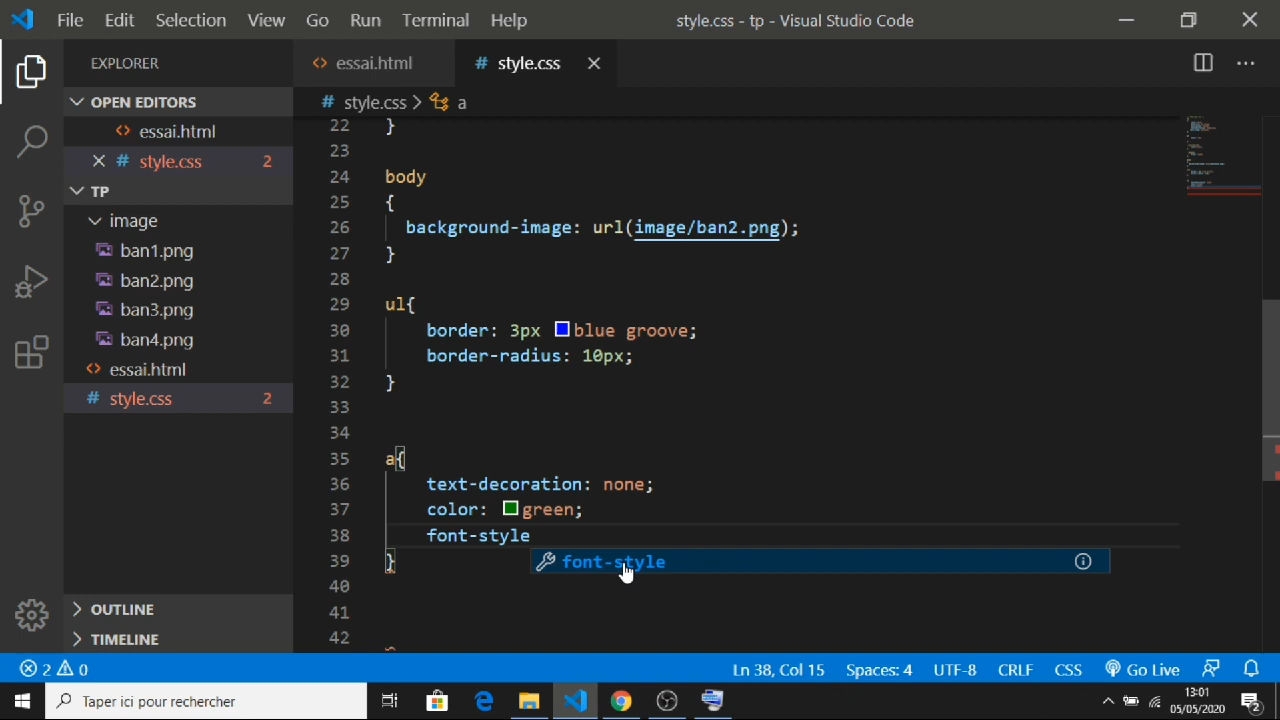 File Edit Selection View Go Run Terminal Help style.css - tp - Visual Studio Code
EXPLORER
OPEN EDITORS
<> essai.html
# style.css 2
TP
image
ban1.png
ban2.png
ban3.png
ban4.png
<> essai.html
# style.css 2
OUTLINE
TIMELINE
<> essai.html # style.css
# style.css > a
22 }
23
24 body
25 {
26 background-image: url(image/ban2.png);
27 }
28
29 ul{
30 border: 3px blue groove;
31 border-radius: 10px;
32 }
33
34
35 a{
36 text-decoration: none;
37 color: green;
38 font-style
39 }
font-style
40
41
42
2 0 Ln 38, Col 15 Spaces: 4 UTF-8 CRLF CSS Go Live
Taper ici pour rechercher
13:01
05/05/2020
2